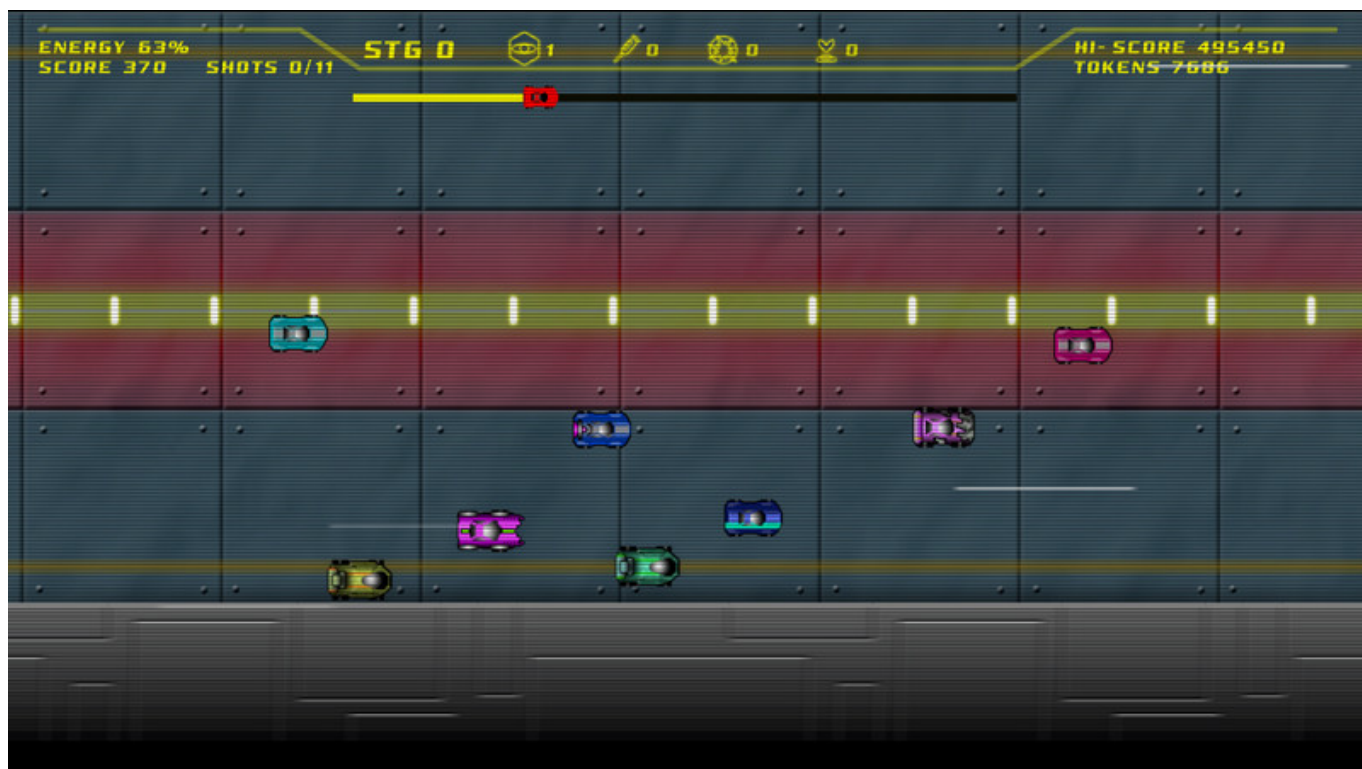 ENERGY 63%
SCORE 370 SHOTS 0/11
STG 0 1 0 0 0
HI-SCORE 495450
TOKENS 7686